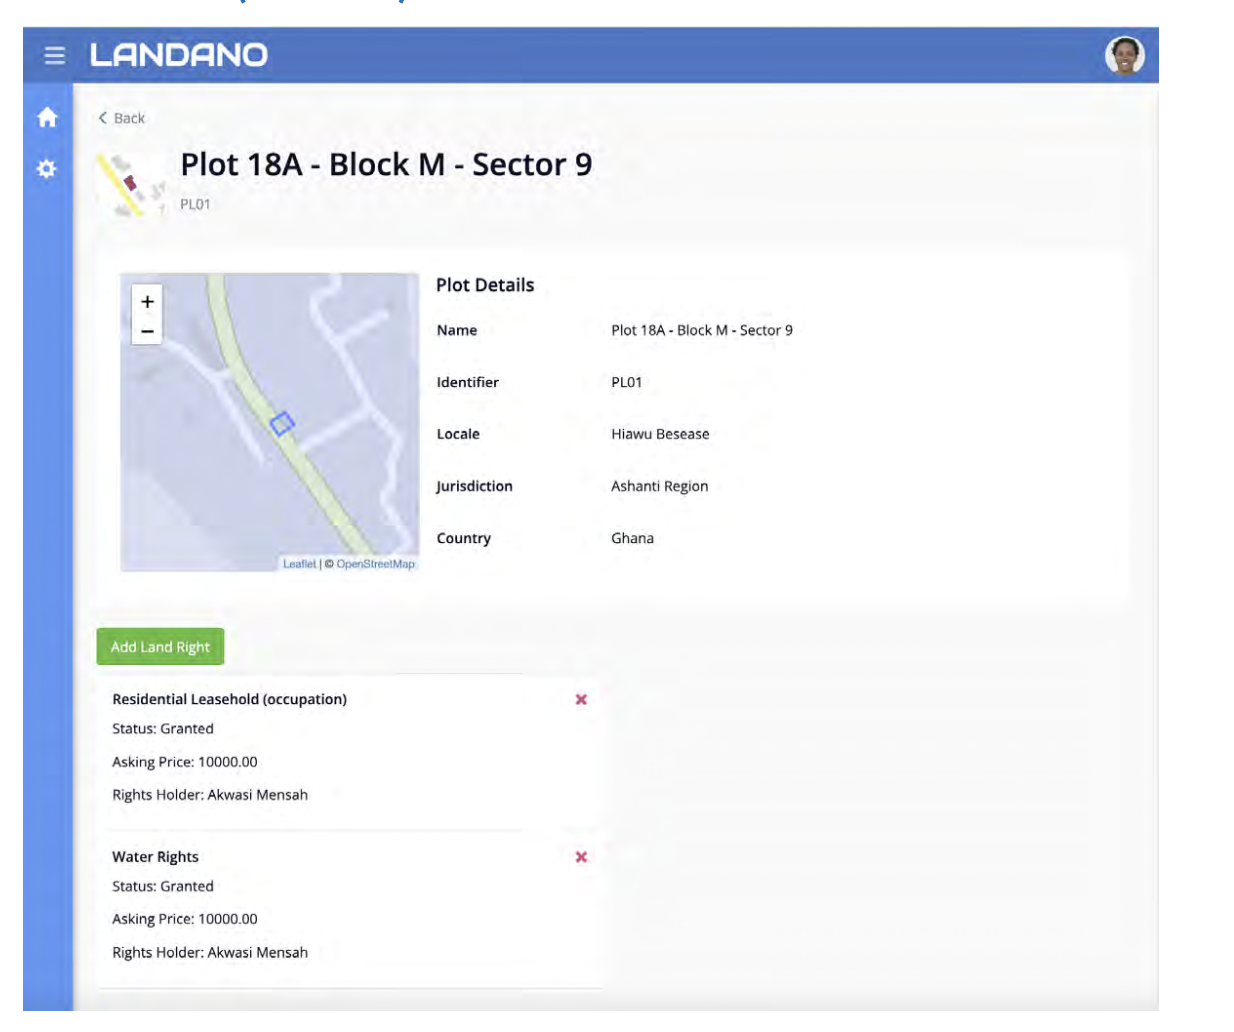 LANDANO
Back
Plot 18A - Block M - Sector 9
PL01
+
−
Leaflet | © OpenStreetMap
Plot Details
Name Plot 18A - Block M - Sector 9
Identifier PL01
Locale Hiawu Besease
Jurisdiction Ashanti Region
Country Ghana
Add Land Right
Residential Leasehold (occupation)
Status: Granted
Asking Price: 10000.00
Rights Holder: Akwasi Mensah
Water Rights
Status: Granted
Asking Price: 10000.00
Rights Holder: Akwasi Mensah